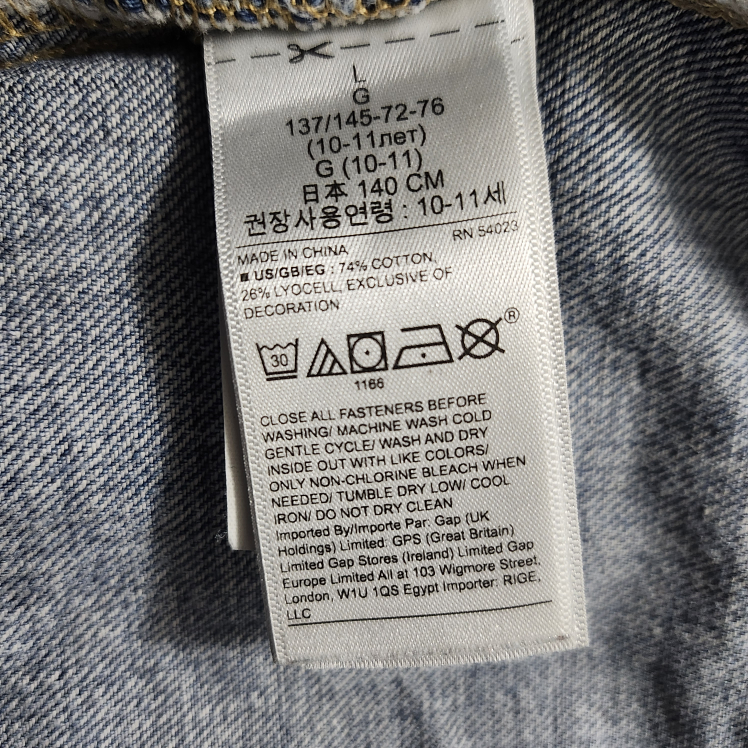 L
G
137/145-72-76
(10-11лет)
G (10-11)
日本 140 CM
권장사용연령 : 10-11세
RN 54023
MADE IN CHINA
■ US/GB/EG : 74% COTTON,
26% LYOCELL, EXCLUSIVE OF
DECORATION
30
®
1166
CLOSE ALL FASTENERS BEFORE
WASHING/ MACHINE WASH COLD
GENTLE CYCLE/ WASH AND DRY
INSIDE OUT WITH LIKE COLORS/
ONLY NON-CHLORINE BLEACH WHEN
NEEDED/ TUMBLE DRY LOW/ COOL
IRON/ DO NOT DRY CLEAN
Imported By/Importe Par: Gap (UK
Holdings) Limited: GPS (Great Britain)
Limited Gap Stores (Ireland) Limited Gap
Europe Limited All at 103 Wigmore Street,
London, W1U 1QS Egypt Importer: RIGE,
LLC